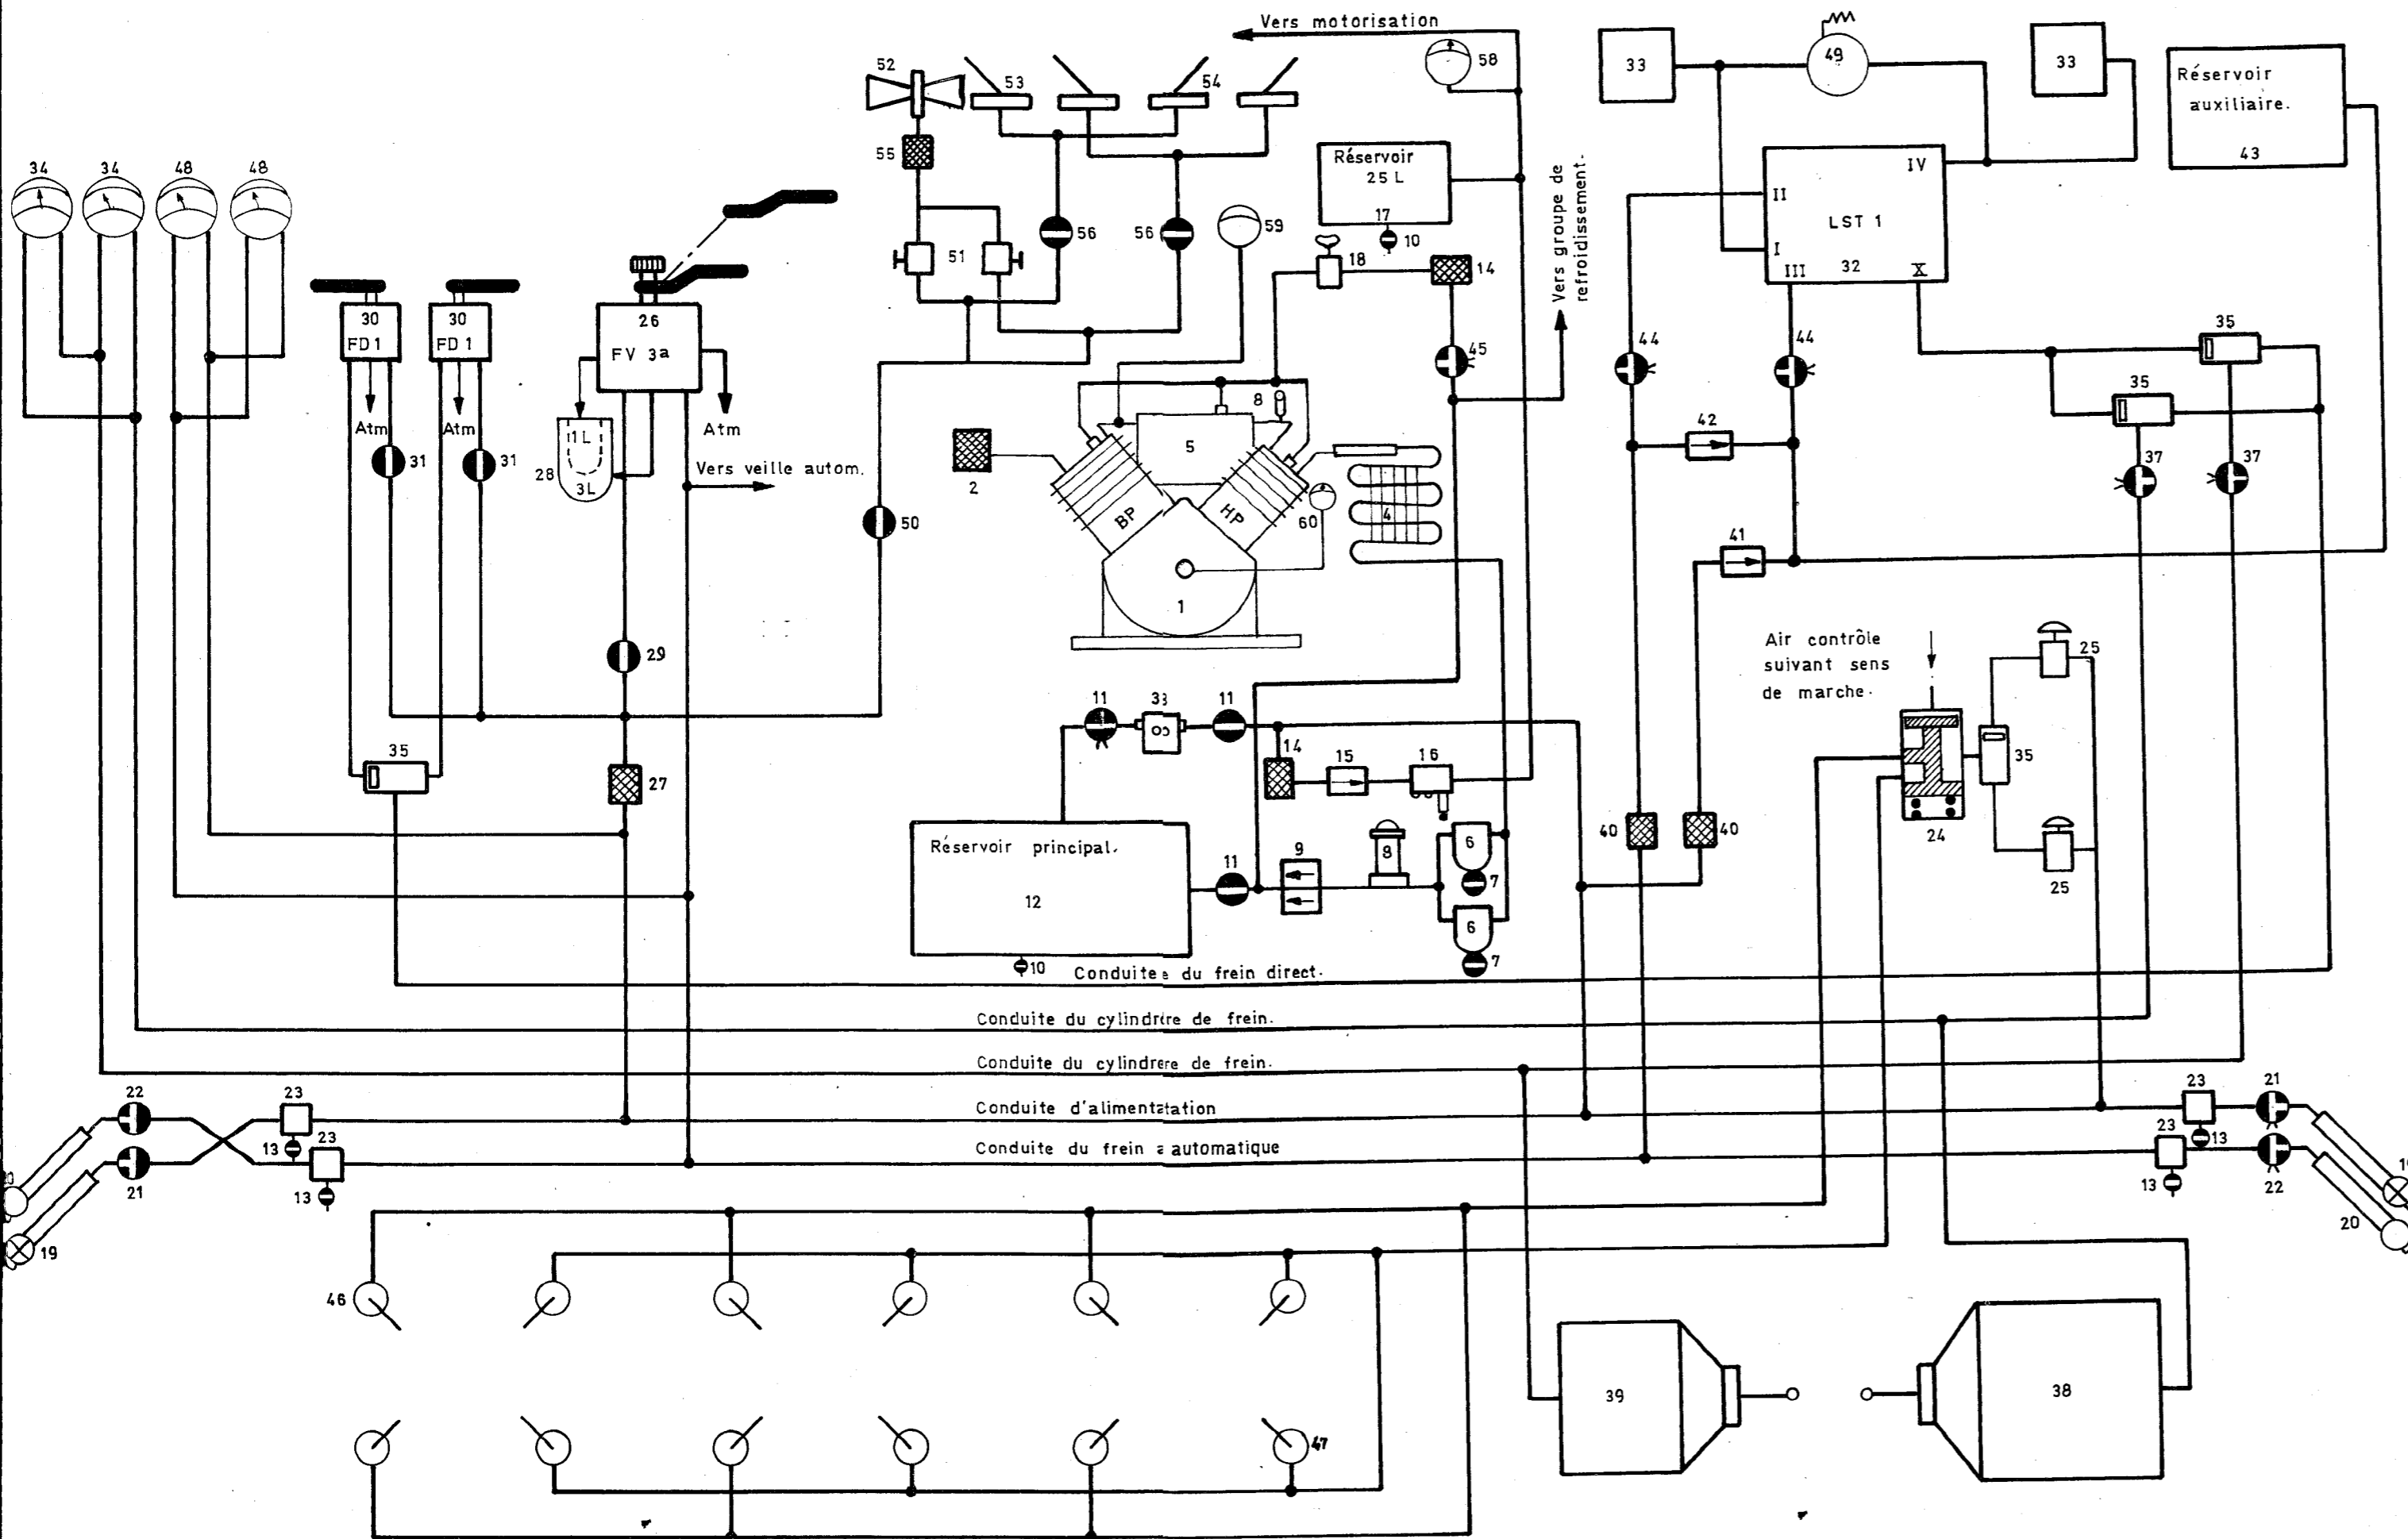 Vers motorisation
52
53
54
58
33
49
33
Réservoir
auxiliaire.
43
34
34
48
48
55
Réservoir
25 L
17
10
59
56
56
51
18
14
Vers groupe de
refroidissement.
II
IV
LST 1
I
III
32
X
30
FD 1
30
FD 1
26
FV 3a
Atm
Atm
Atm
31
31
1L
3L
28
Vers veille autom.
50
2
5
8
BP
HP
60
4
1
45
44
44
42
41
35
35
37
37
29
Air contrôle
suivant sens
de marche.
25
35
24
25
11
33
CO
11
14
15
16
40
40
35
27
Réservoir principal.
12
10
11
9
8
6
7
6
7
Conduitee du frein direct.
Conduite du cylindrire de frein.
Conduite du cylindrere de frein.
Conduite d'alimentatation
Conduite du frein a automatique
22
23
13
23
21
13
19
23
21
23
13
13
22
20
46
47
39
38